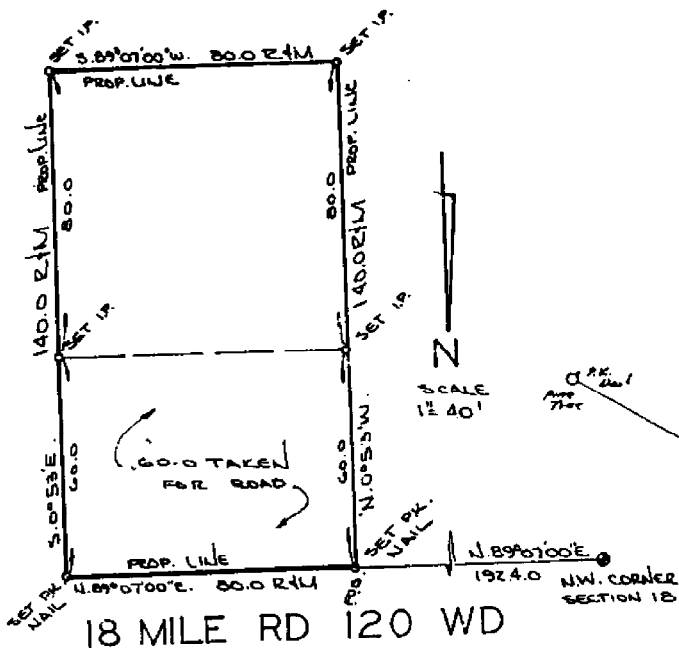 SET I.P.
S.89°07'00"W. 80.0 R&M
SET I.P.
PROP. LINE
PROP. LINE
80.0
140.0 R&M
PROP. LINE
80.0
140.0 R&M
SET I.P.
SET I.P.
N
SCALE
1"=40'
P.K.
60.0 TAKEN
FOR ROAD
S.0°53'E.
60.0
N.0°53'W.
60.0
SET P.K.
NAIL
PROP. LINE
N.89°07'00"E. 80.0 R&M
SET P.K.
NAIL
N.89°07'00"E
1924.0
N.W. CORNER
SECTION 18
18 MILE RD 120 WD